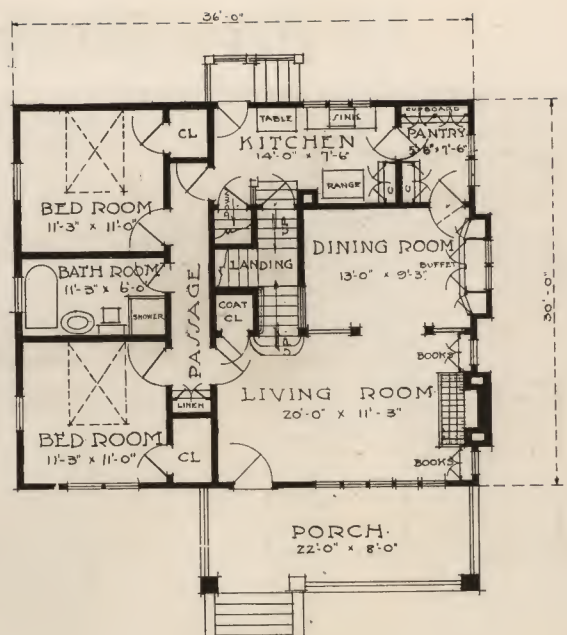 36'-0"
CL
TABLE
SINK
CUPBOARD
KITCHEN
14'-0" x 7'-6"
PANTRY
5'-6" x 7'-6"
RANGE
C
C
BED ROOM
11'-3" x 11'-0"
DOWN
UP
DINING ROOM
13'-0" x 9'-3"
BUFFET
30'-0"
BATH ROOM
11'-3" x 6'-0"
SHOWER
PASSAGE
LANDING
COAT
CL
UP
BOOKS
LIVING ROOM
20'-0" x 11'-3"
LINEN
BED ROOM
11'-3" x 11'-0"
CL
BOOKS
PORCH.
22'-0" x 8'-0"